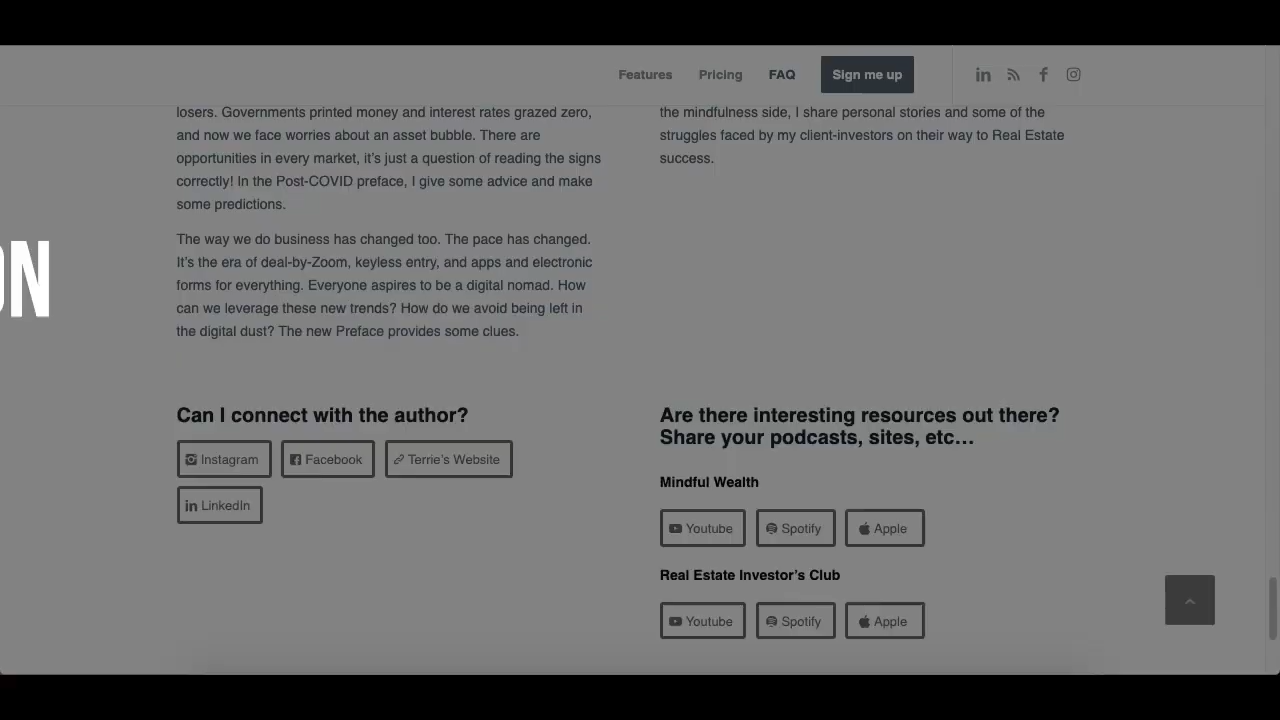 Features Pricing FAQ Sign me up
losers. Governments printed money and interest rates grazed zero,
and now we face worries about an asset bubble. There are
opportunities in every market, it’s just a question of reading the signs
correctly! In the Post-COVID preface, I give some advice and make
some predictions.
The way we do business has changed too. The pace has changed.
It’s the era of deal-by-Zoom, keyless entry, and apps and electronic
forms for everything. Everyone aspires to be a digital nomad. How
can we leverage these new trends? How do we avoid being left in
the digital dust? The new Preface provides some clues.
the mindfulness side, I share personal stories and some of the
struggles faced by my client-investors on their way to Real Estate
success.
ON
Can I connect with the author?
Instagram Facebook Terrie’s Website
LinkedIn
Are there interesting resources out there?
Share your podcasts, sites, etc…
Mindful Wealth
Youtube Spotify Apple
Real Estate Investor’s Club
Youtube Spotify Apple